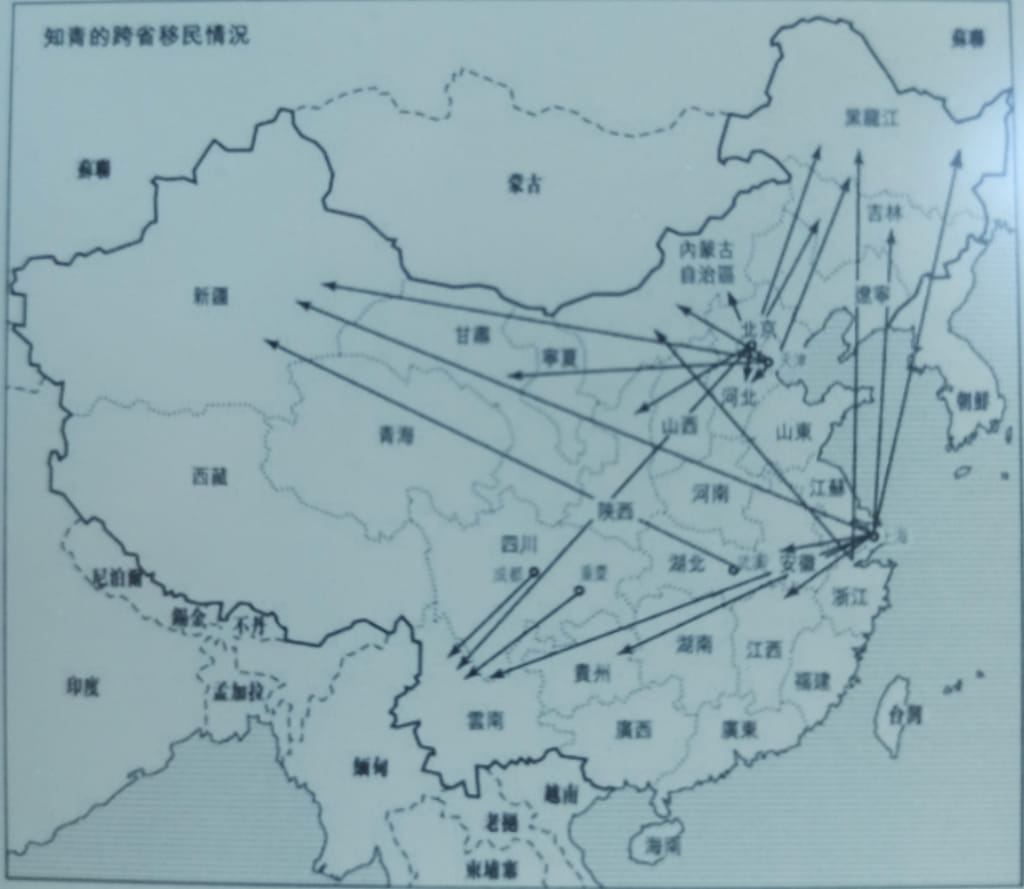 知青的跨省移民情況
蘇聯
蘇聯
黑龍江
蒙古
吉林
內蒙古
自治區
新疆
遼寧
北京
甘肅
寧夏
天津
河北
朝鮮
山西
山東
青海
西藏
河南
江蘇
陝西
上海
四川
成都
重慶
湖北
武漢
安徽
尼泊爾
浙江
錫金
不丹
湖南
江西
貴州
福建
印度
孟加拉
雲南
廣西
廣東
台灣
緬甸
越南
老撾
海南
柬埔寨